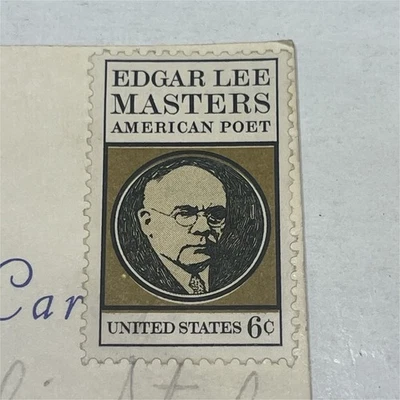 EDGAR LEE
MASTERS
AMERICAN POET
UNITED STATES 6¢
Car